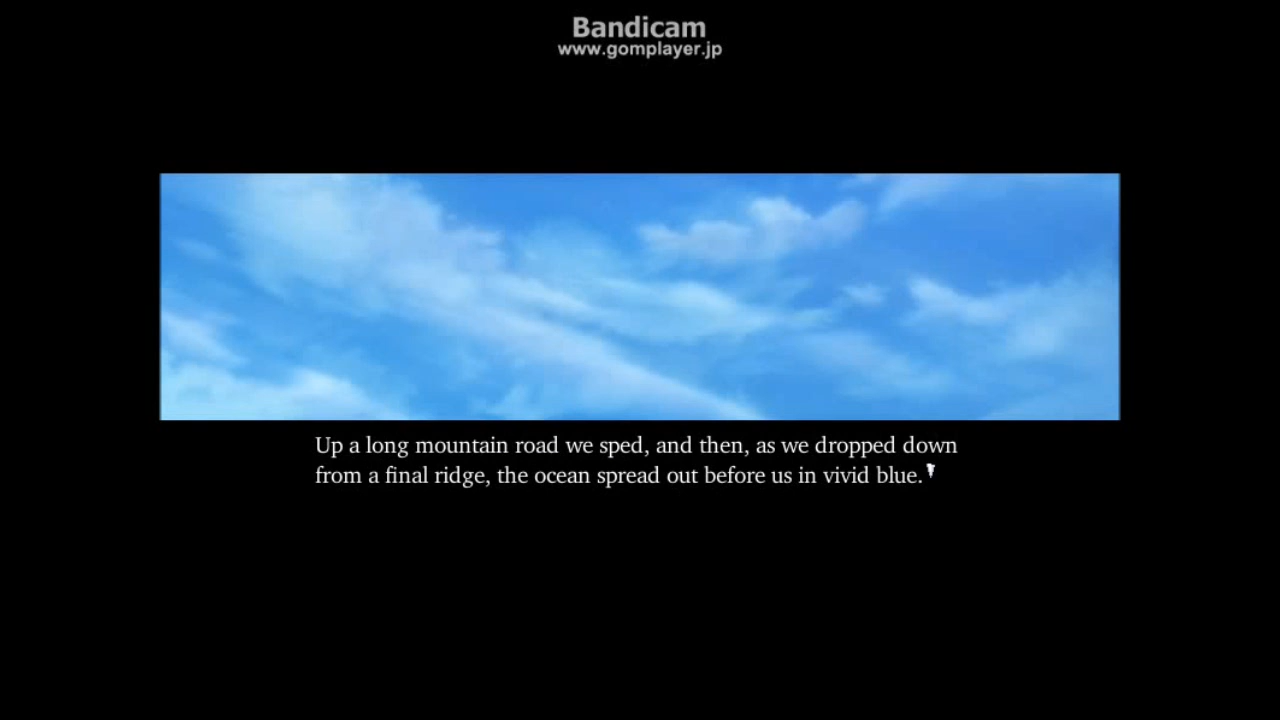 Bandicam
www.gomplayer.jp
Up a long mountain road we sped, and then, as we dropped down
from a final ridge, the ocean spread out before us in vivid blue.